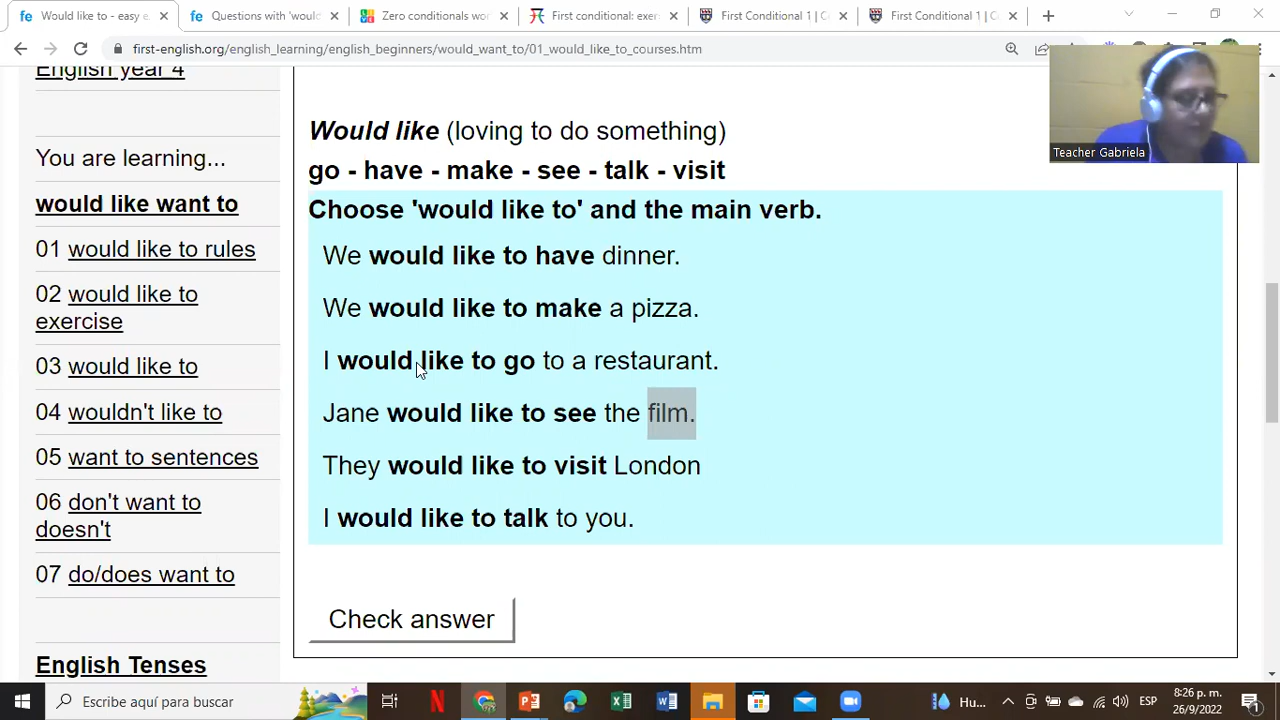 Would like to - easy e
Questions with 'would
Zero conditionals wor
First conditional: exer
First Conditional 1 | C
First Conditional 1 | C
first-english.org/english_learning/english_beginners/would_want_to/01_would_like_to_courses.htm
English year 4
You are learning...
would like want to
01 would like to rules
02 would like to
exercise
03 would like to
04 wouldn't like to
05 want to sentences
06 don't want to
doesn't
07 do/does want to
English Tenses
Would like (loving to do something)
go - have - make - see - talk - visit
Choose 'would like to' and the main verb.
We would like to have dinner.
We would like to make a pizza.
I would like to go to a restaurant.
Jane would like to see the film.
They would like to visit London
I would like to talk to you.
Check answer
Teacher Gabriela
Escribe aquí para buscar
Hu...
ESP
8:26 p. m.
26/9/2022